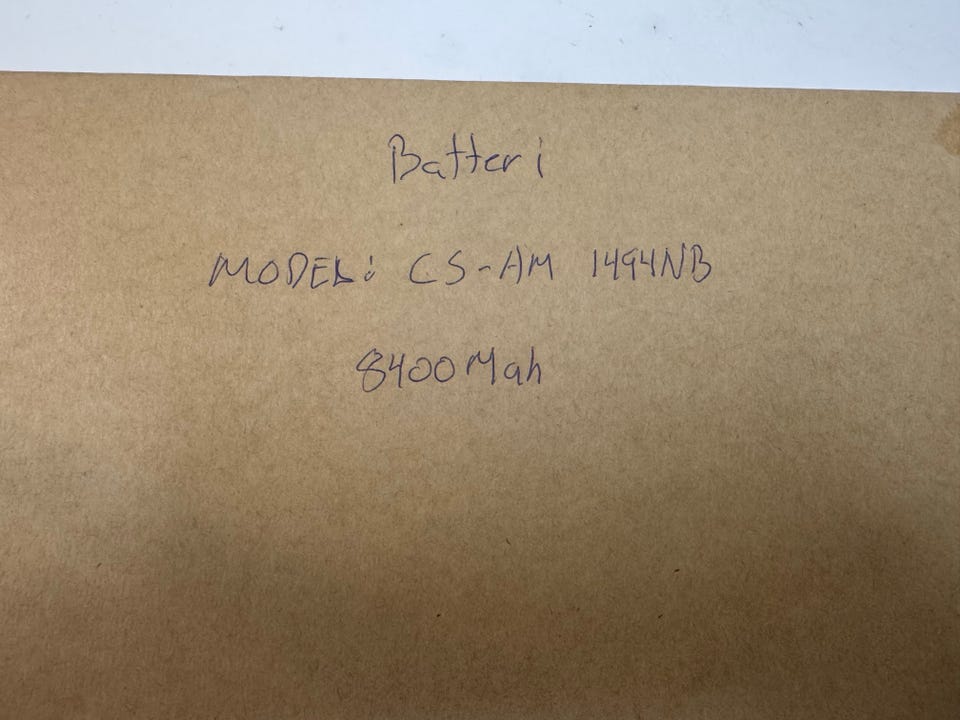 Batteri
MODEL: CS-AM 1494NB
8400Mah